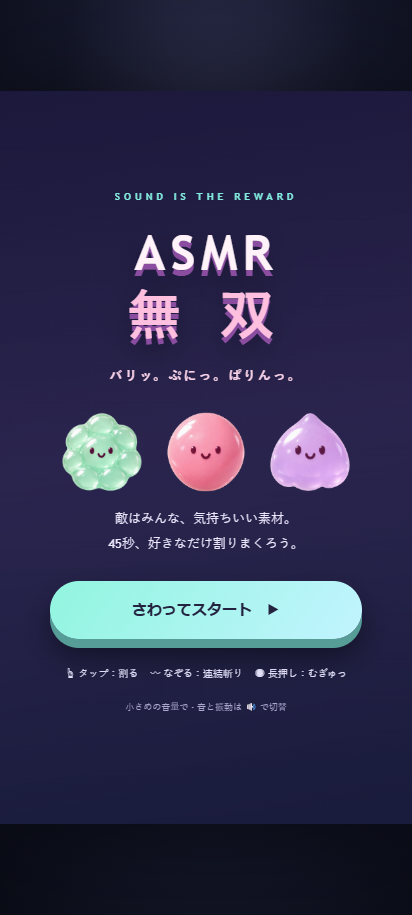 SOUND IS THE REWARD
ASMR
無双
バリッ。ぷにっ。ぱりんっ。
敵はみんな、気持ちいい素材。
45秒、好きなだけ割りまくろう。
さわってスタート ▶
タップ：割る 〰 なぞる：連続斬り 長押し：むぎゅっ
小さめの音量で・音と振動は 🔊 で切替